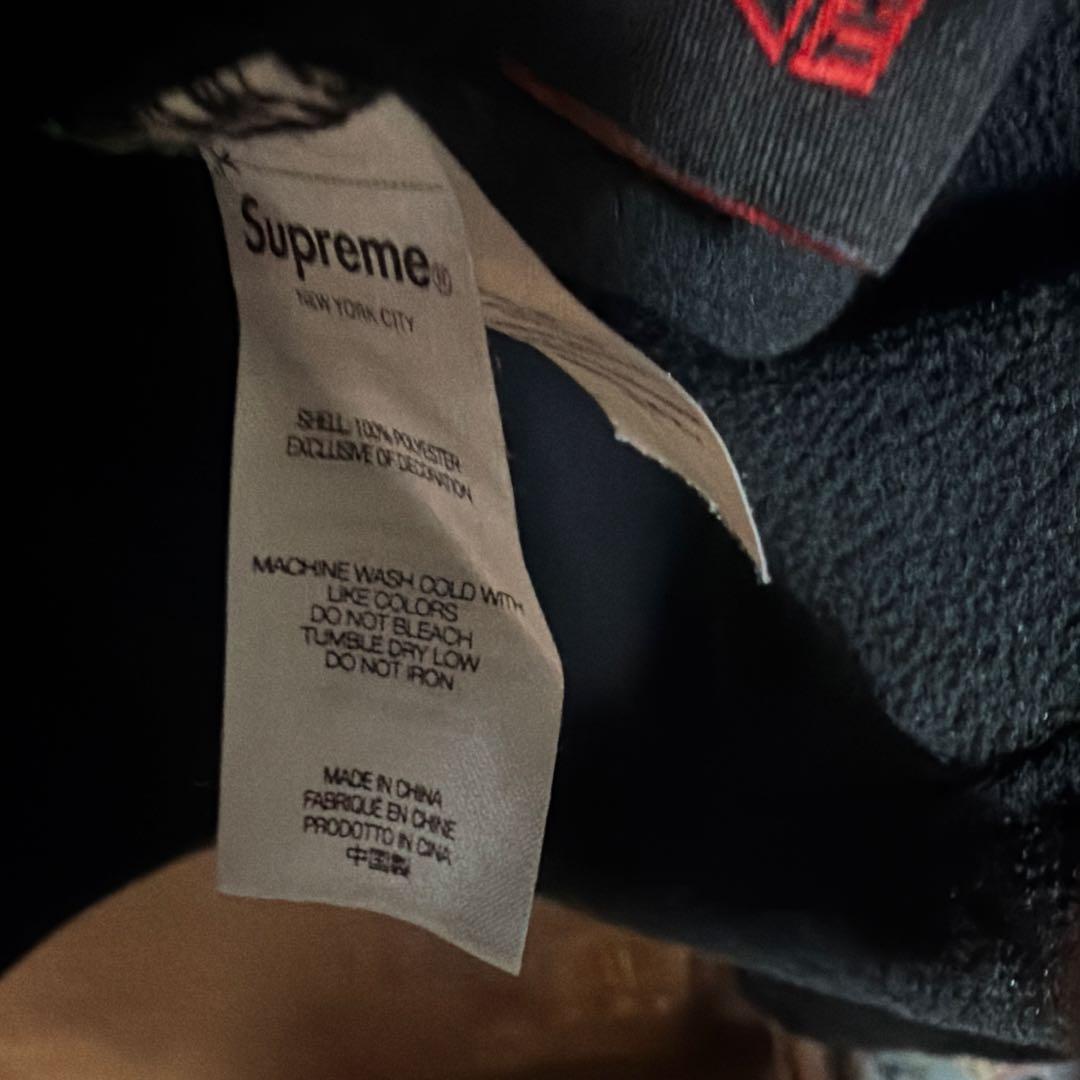 Supreme®
NEW YORK CITY
SHELL: 100% POLYESTER
EXCLUSIVE OF DECORATION
MACHINE WASH COLD WITH
LIKE COLORS
DO NOT BLEACH
TUMBLE DRY LOW
DO NOT IRON
MADE IN CHINA
FABRIQUÉ EN CHINE
PRODOTTO IN CINA
中国製